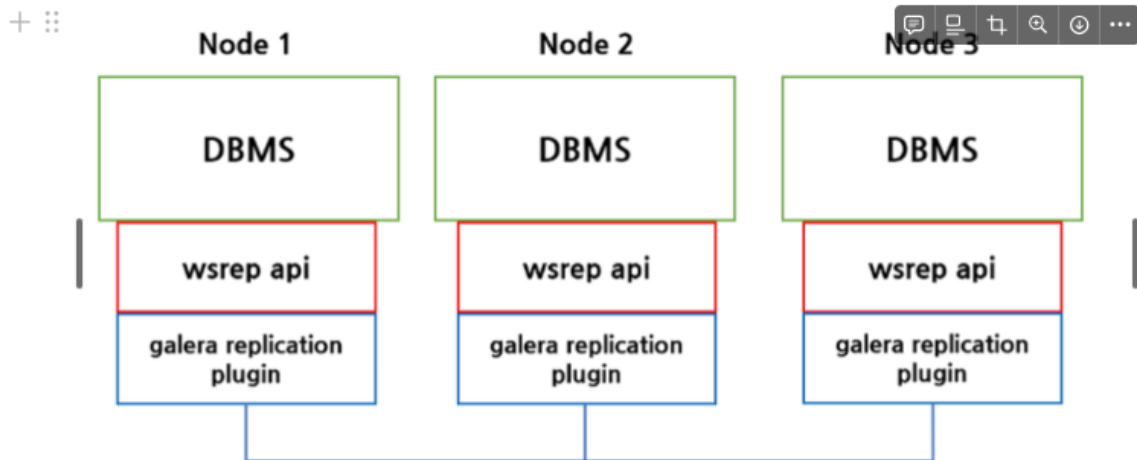 Node 1
Node 2
Node 3
DBMS
DBMS
DBMS
wsrep api
wsrep api
wsrep api
galera replication
plugin
galera replication
plugin
galera replication
plugin